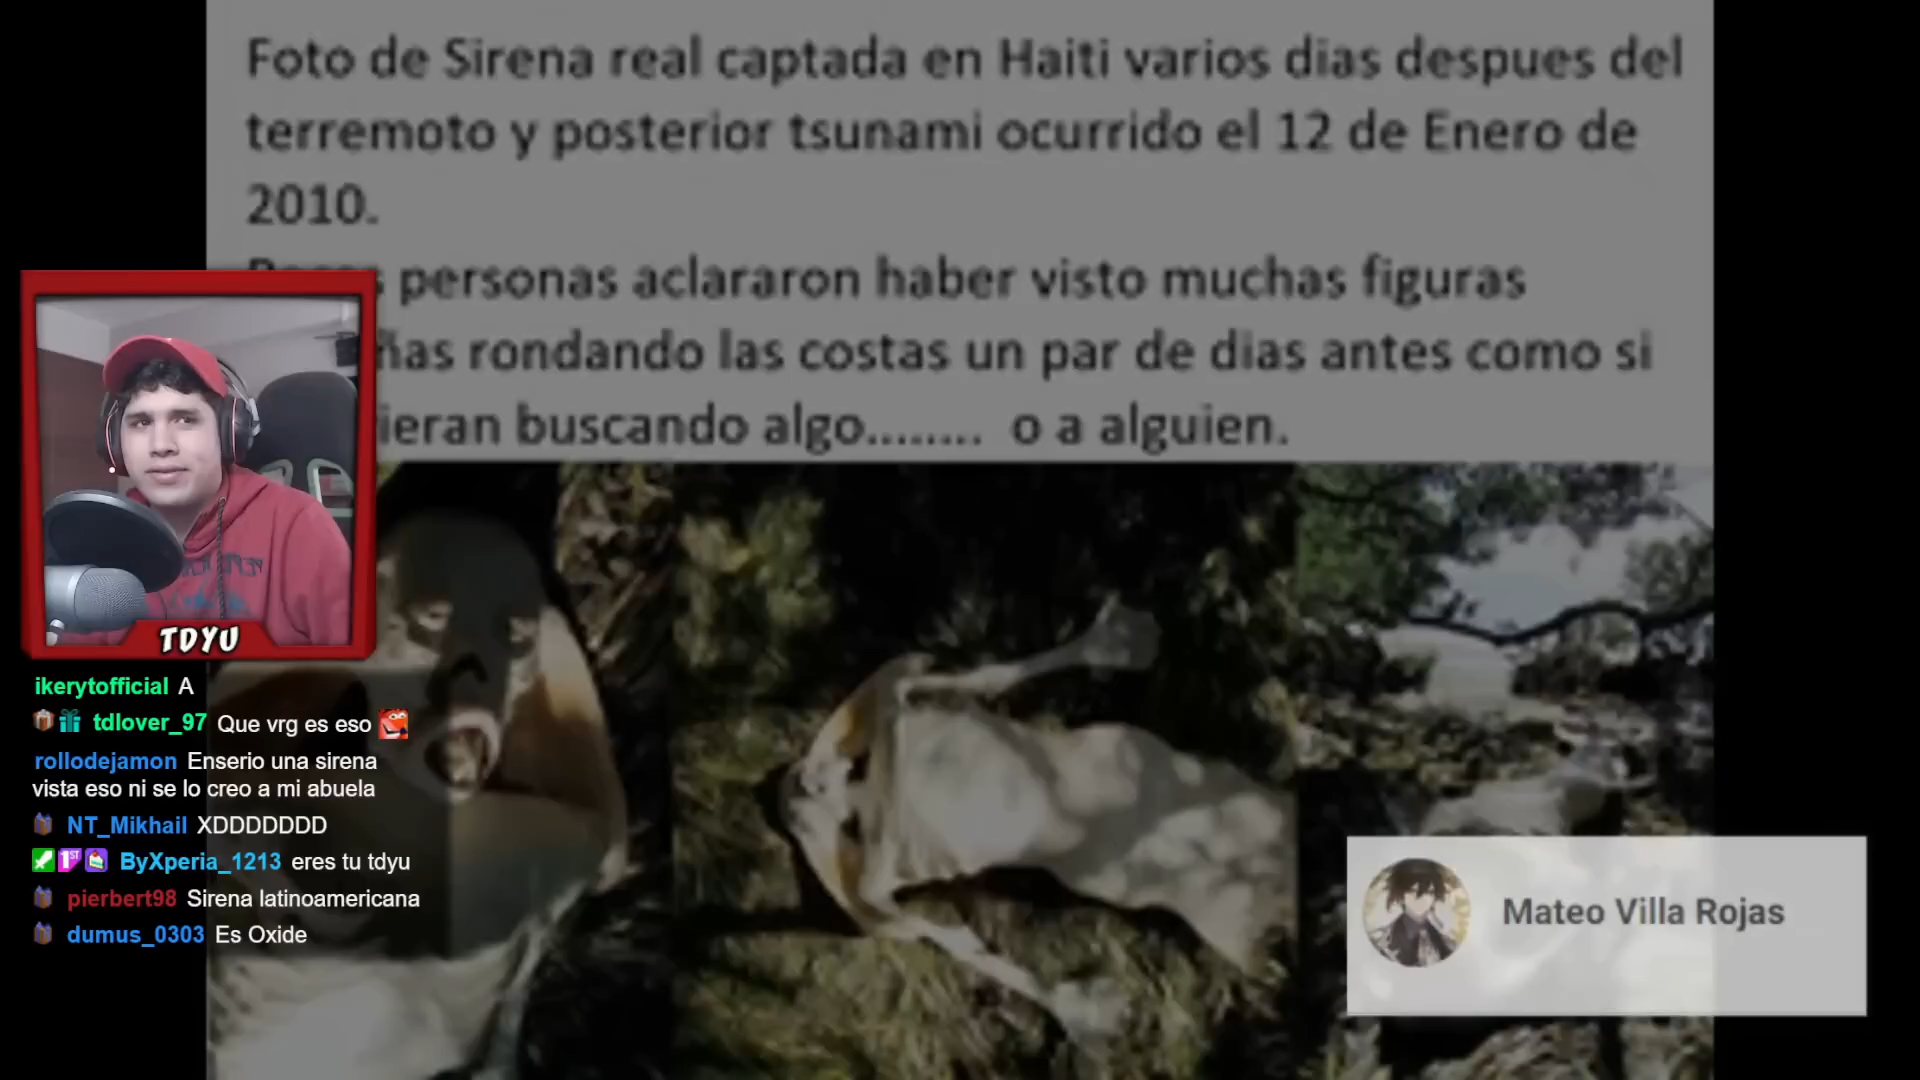 Foto de Sirena real captada en Haiti varios dias despues del
terremoto y posterior tsunami ocurrido el 12 de Enero de
2010.
personas aclararon haber visto muchas figuras
rondando las costas un par de dias antes como si
buscando algo........ o a alguien.
TDYU
ikerytofficial A
tdlover_97 Que vrg es eso
rollodejamon Enserio una sirena
vista eso ni se lo creo a mi abuela
NT_Mikhail XDDDDDDD
1ST ByXperia_1213 eres tu tdyu
pierbert98 Sirena latinoamericana
dumus_0303 Es Oxide
Mateo Villa Rojas